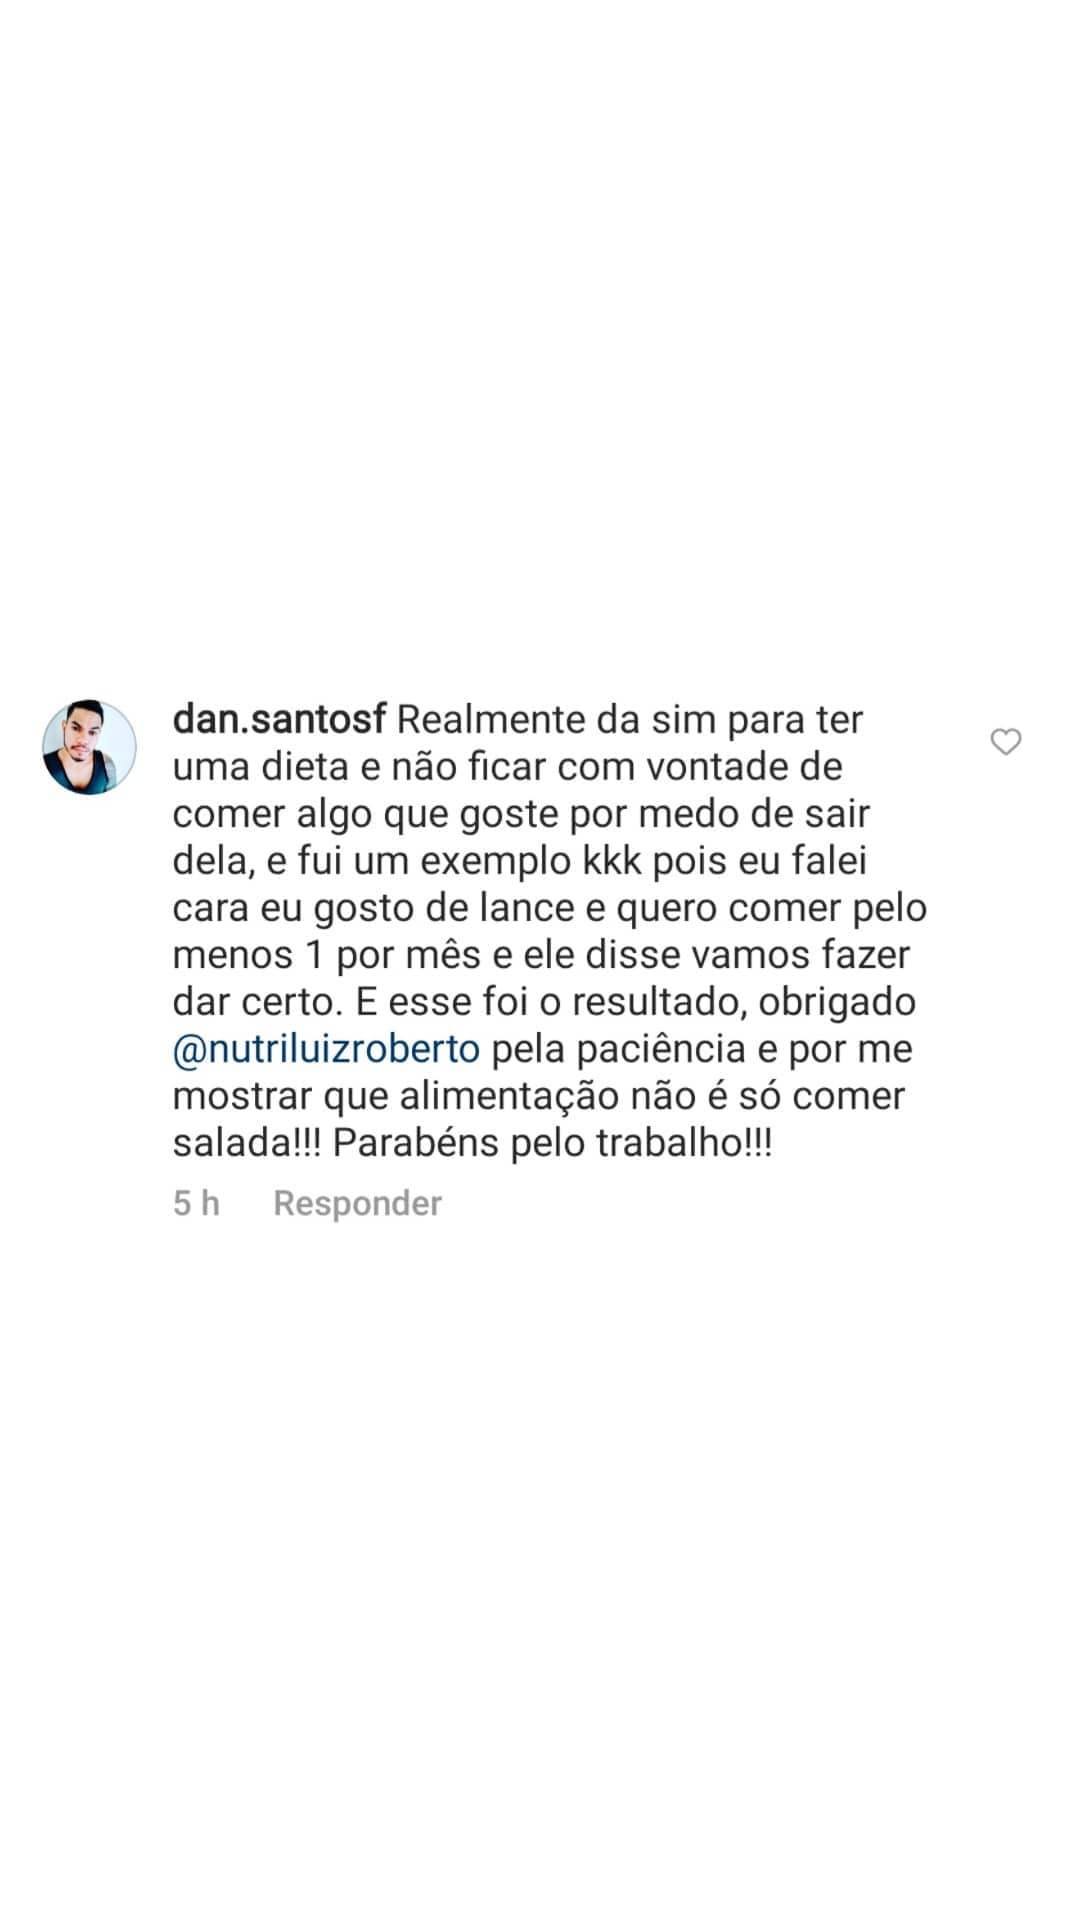 dan.santosf Realmente da sim para ter
uma dieta e não ficar com vontade de
comer algo que goste por medo de sair
dela, e fui um exemplo kkk pois eu falei
cara eu gosto de lance e quero comer pelo
menos 1 por mês e ele disse vamos fazer
dar certo. E esse foi o resultado, obrigado
@nutriluizroberto pela paciência e por me
mostrar que alimentação não é só comer
salada!!! Parabéns pelo trabalho!!!
5 h Responder